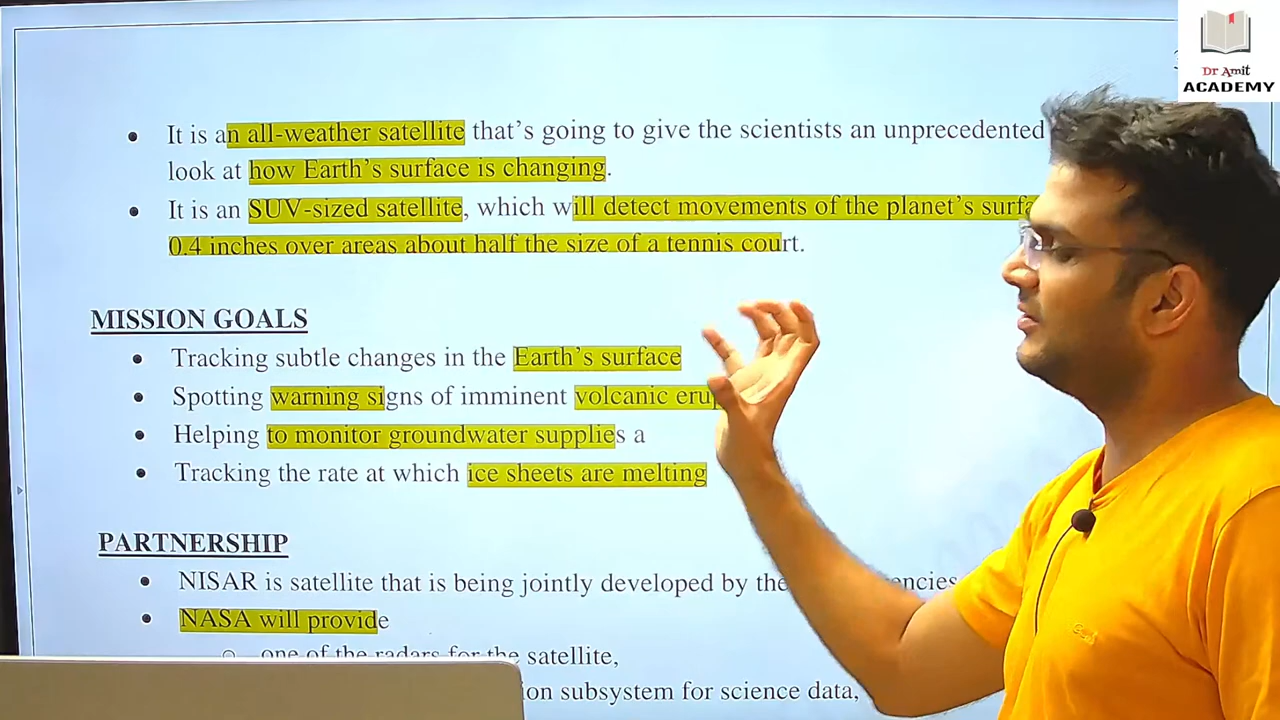 Dr Amit
ACADEMY
It is an all-weather satellite that's going to give the scientists an unprecedented
look at how Earth's surface is changing.
It is an SUV-sized satellite, which will detect movements of the planet's surfa
0.4 inches over areas about half the size of a tennis court.
MISSION GOALS
Tracking subtle changes in the Earth's surface
Spotting warning signs of imminent volcanic eru
Helping to monitor groundwater supplies a
Tracking the rate at which ice sheets are melting
PARTNERSHIP
NISAR is satellite that is being jointly developed by the encies
NASA will provide
one of the radars for the satellite,
ion subsystem for science data,